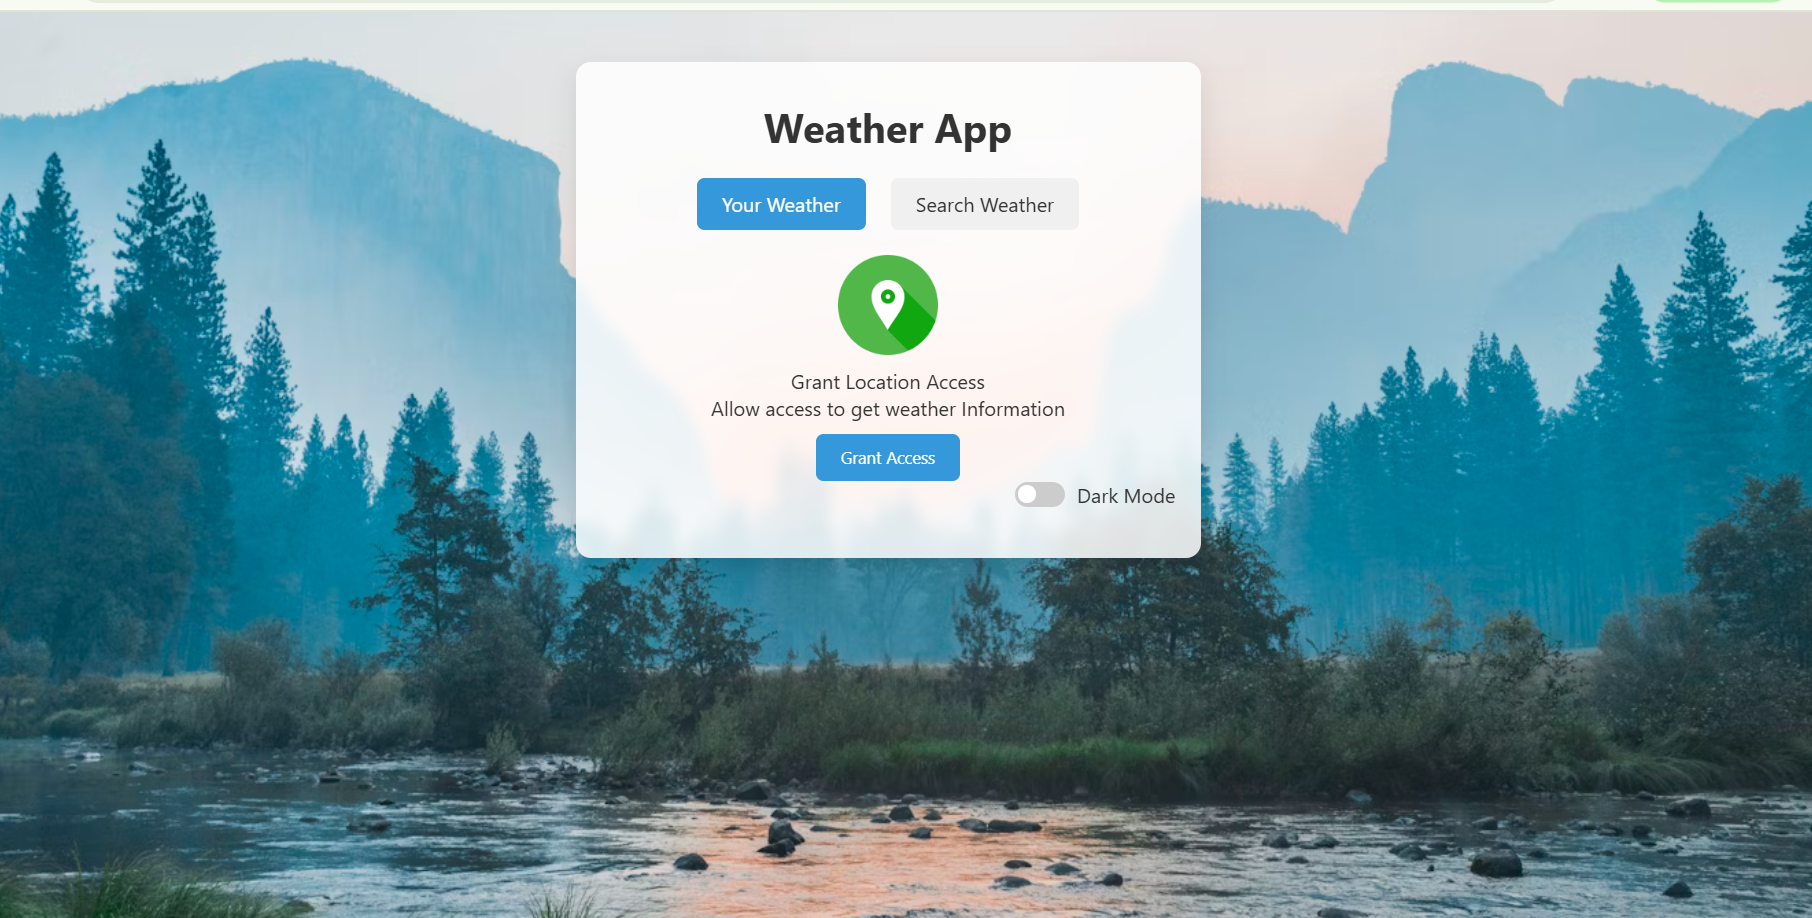 Weather App
Your Weather
Search Weather
Grant Location Access
Allow access to get weather Information
Grant Access
Dark Mode